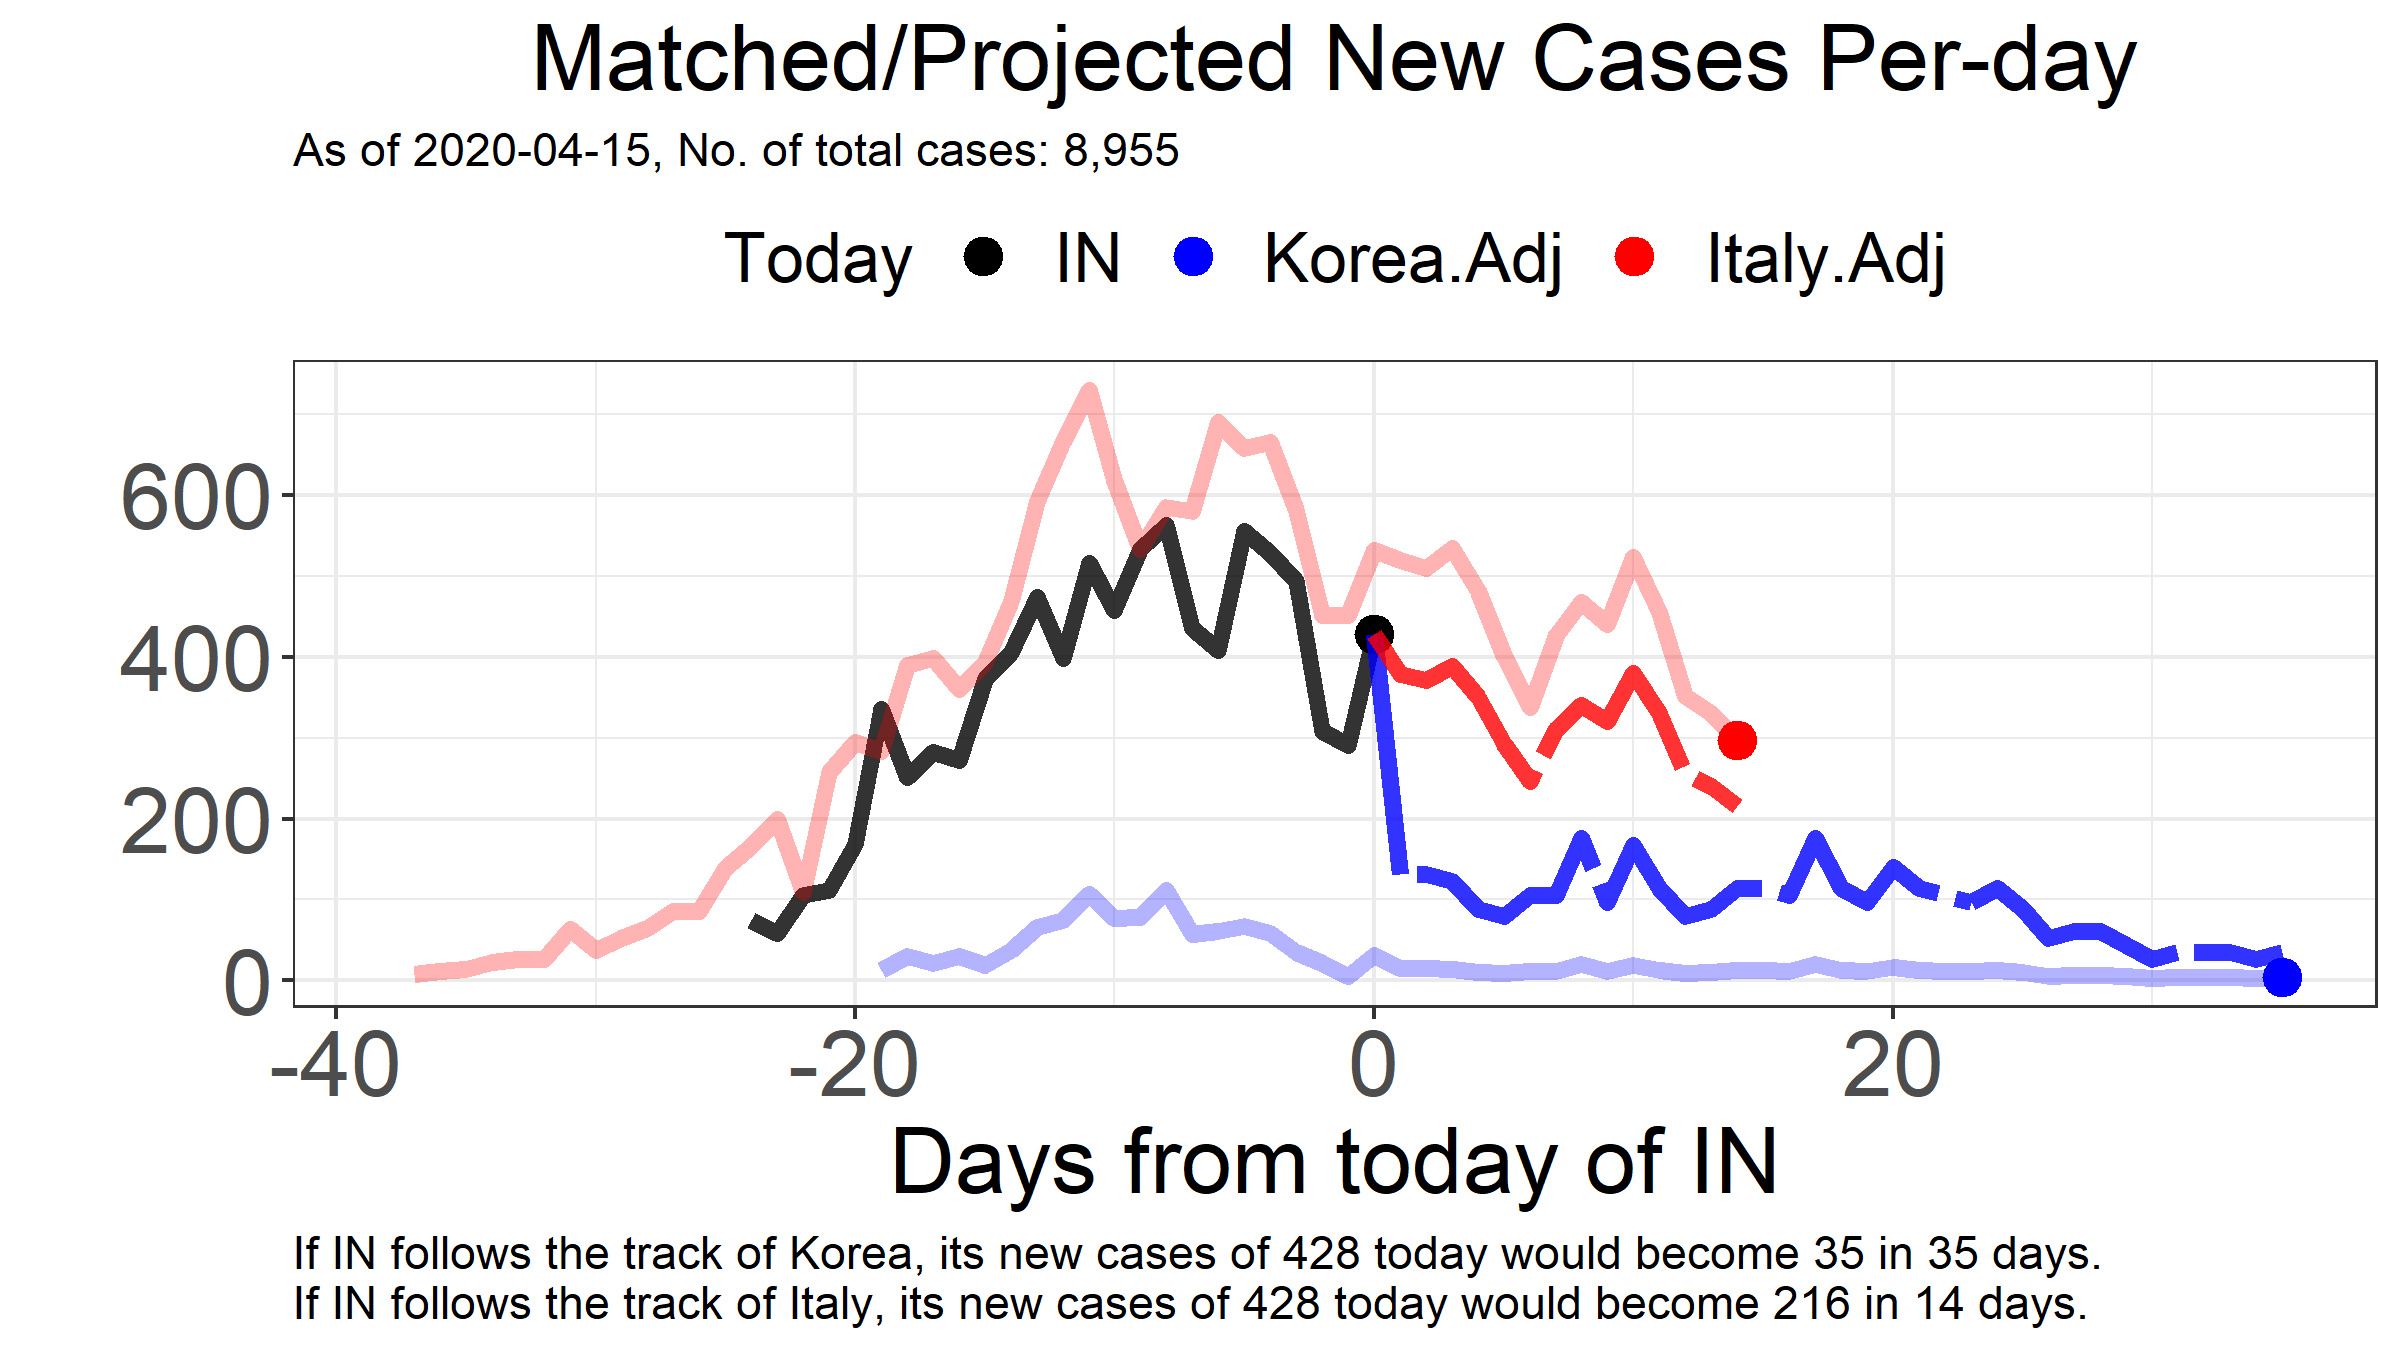 Matched/Projected New Cases Per-day
As of 2020-04-15, No. of total cases: 8,955
Today IN Korea.Adj Italy.Adj
600
400
200
0
-40 -20 0 20
Days from today of IN
If IN follows the track of Korea, its new cases of 428 today would become 35 in 35 days.
If IN follows the track of Italy, its new cases of 428 today would become 216 in 14 days.